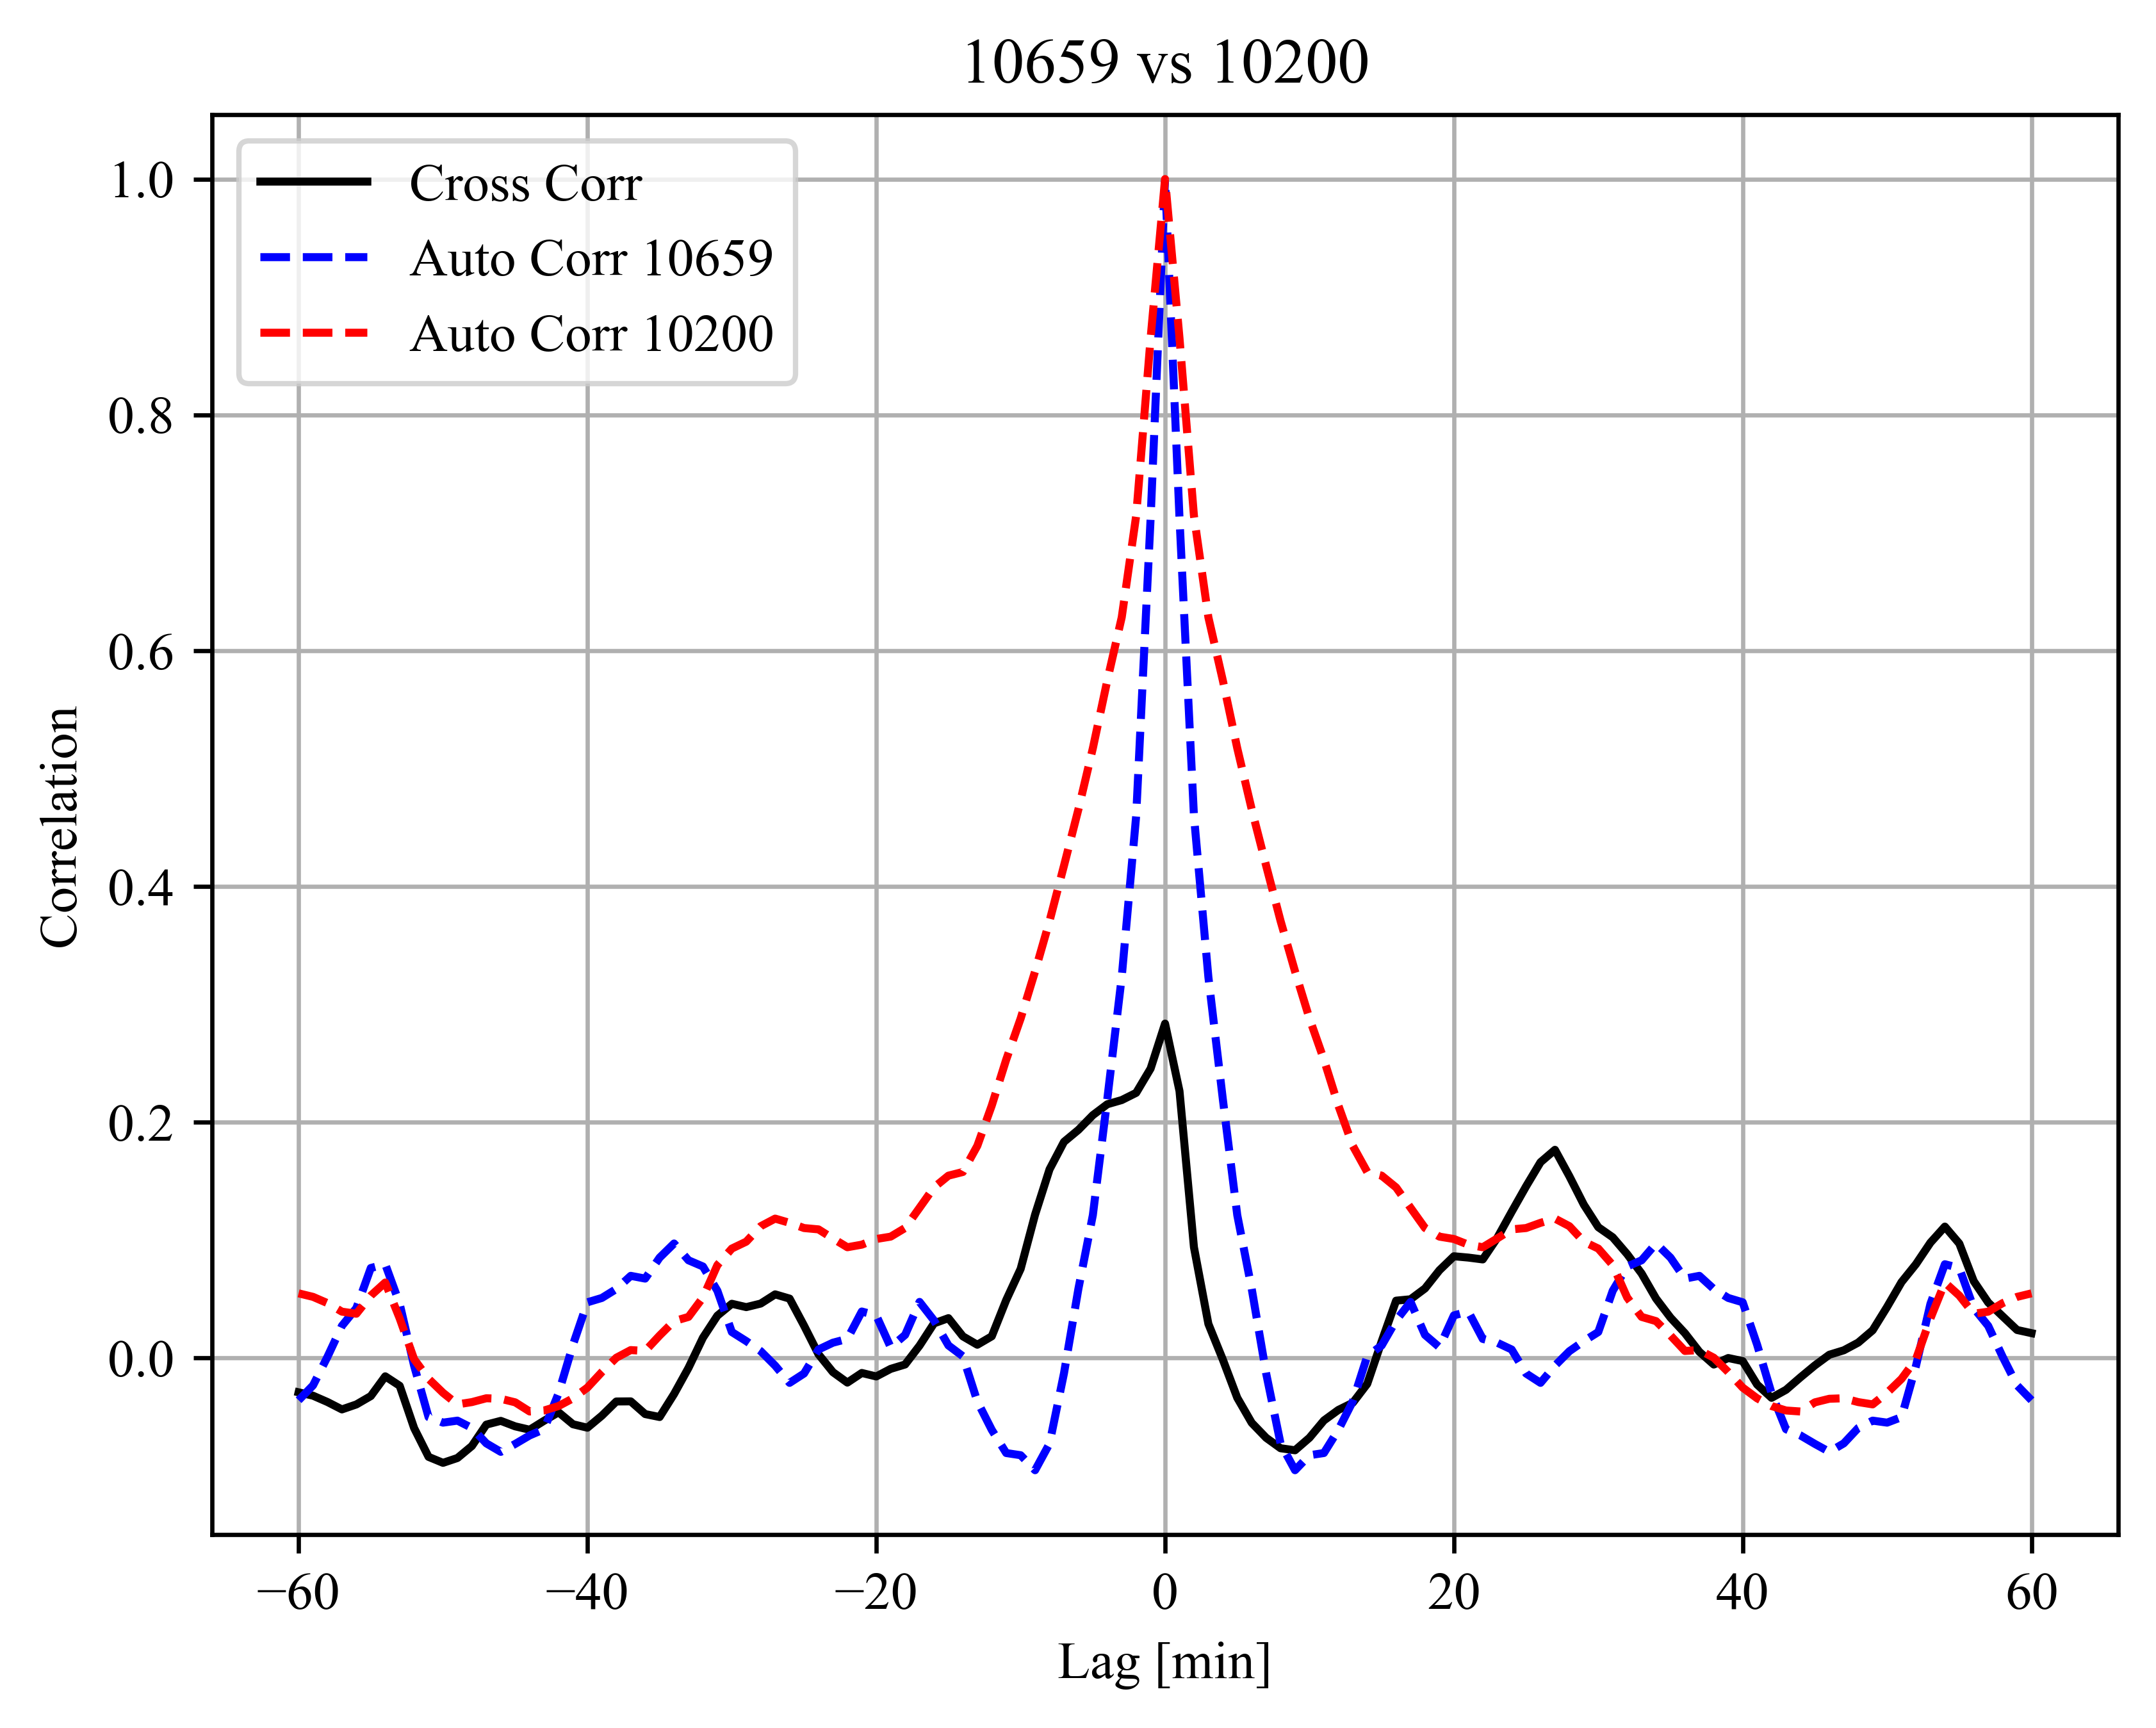 10659 vs 10200
Cross Corr
Auto Corr 10659
Auto Corr 10200
1.0
0.8
0.6
0.4
0.2
0.0
Correlation
−60
−40
−20
0
20
40
60
Lag [min]